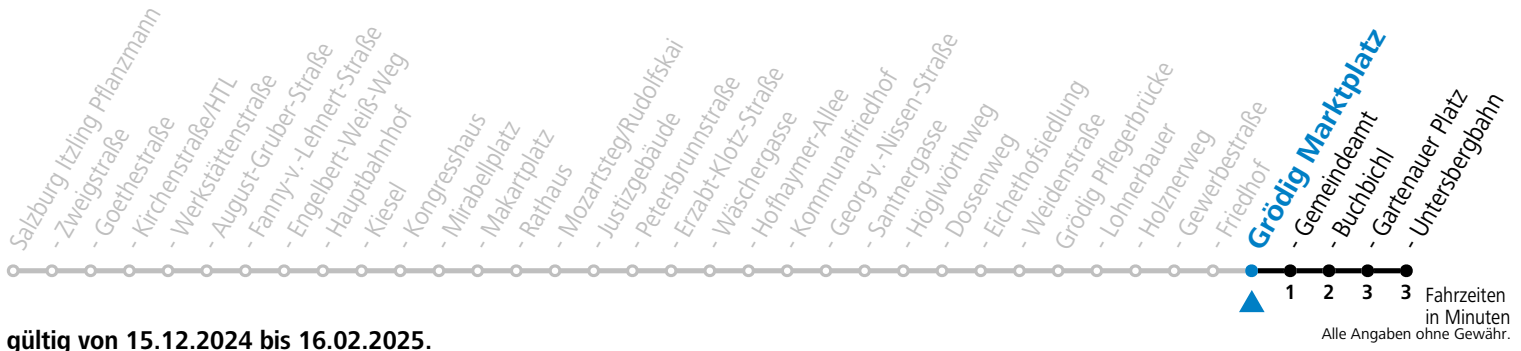 Salzburg Itzling Pflanzmann
- Zweigstraße
- Goethestraße
- Kirchenstraße/HTL
- Werkstättenstraße
- August-Gruber-Straße
- Fanny-v.-Lehnert-Straße
- Engelbert-Weiß-Weg
- Hauptbahnhof
- Kiesel
- Kongresshaus
- Mirabellplatz
- Makartplatz
- Rathaus
- Mozartsteg/Rudolfskai
- Justizgebäude
- Petersbrunnstraße
- Erzabt-Klotz-Straße
- Wäschergasse
- Hofhaymer-Allee
- Kommunalfriedhof
- Georg-v.-Nissen-Straße
- Santnergasse
- Höglwörthweg
- Dossenweg
- Eichethofsiedlung
- Weidenstraße
Grödig Pflegerbrücke
- Lohnerbauer
- Holznerweg
- Gewerbestraße
- Friedhof
Grödig Marktplatz
- Gemeindeamt
- Buchbichl
- Gartenauer Platz
- Untersbergbahn
1 2 3 3 Fahrzeiten
in Minuten
Alle Angaben ohne Gewähr.
gültig von 15.12.2024 bis 16.02.2025.